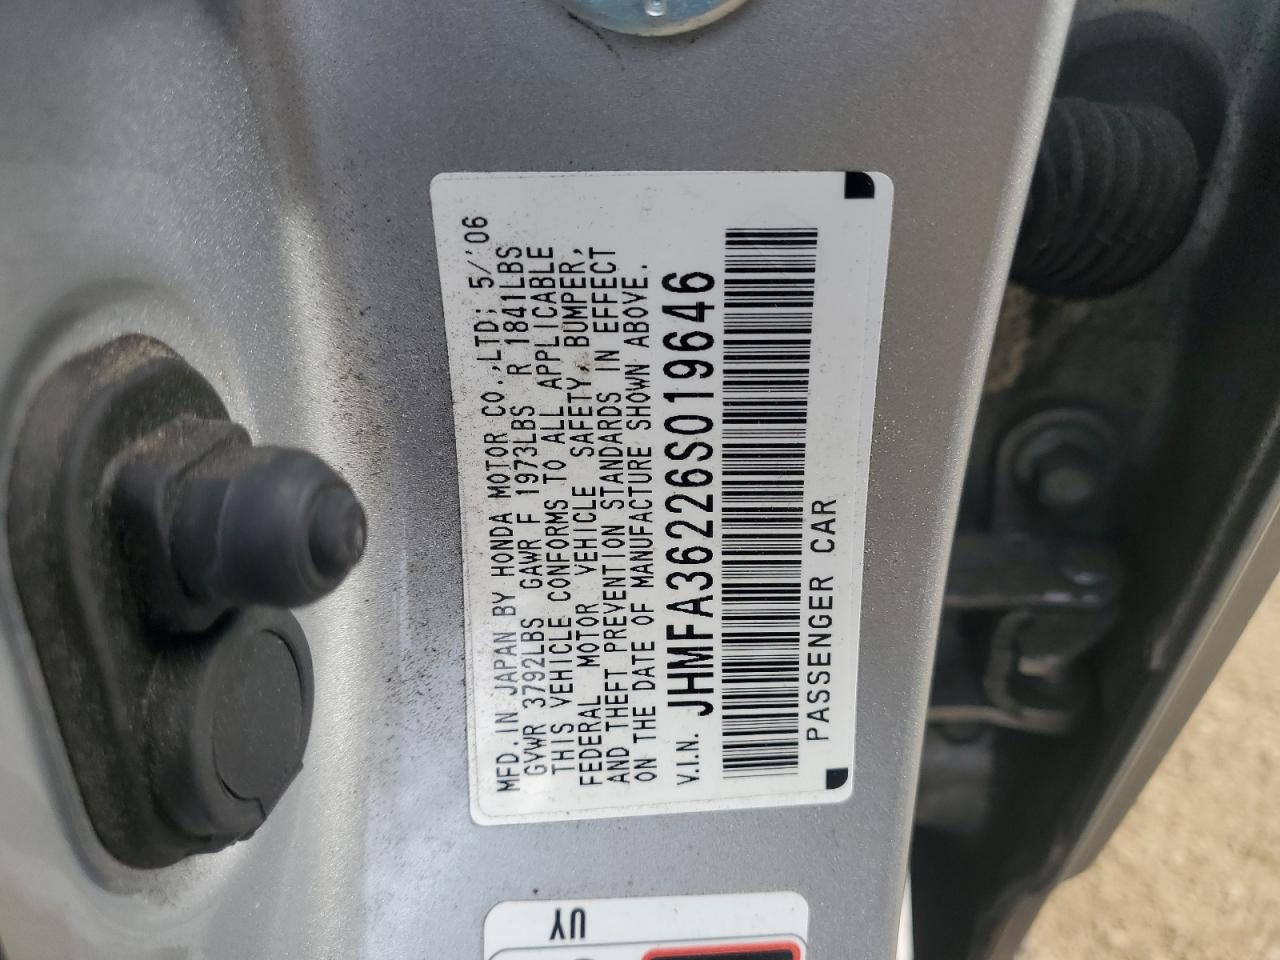 MFD. IN JAPAN BY HONDA MOTOR CO., LTD; 5/'06
GVWR 3792LBS GAWR F 1973LBS R 1841LBS
THIS VEHICLE CONFORMS TO ALL APPLICABLE
FEDERAL MOTOR VEHICLE SAFETY, BUMPER,
AND THEFT PREVENTION STANDARDS IN EFFECT
ON THE DATE OF MANUFACTURE SHOWN ABOVE.
V.I.N. JHMFA36226S019646
PASSENGER CAR
UY